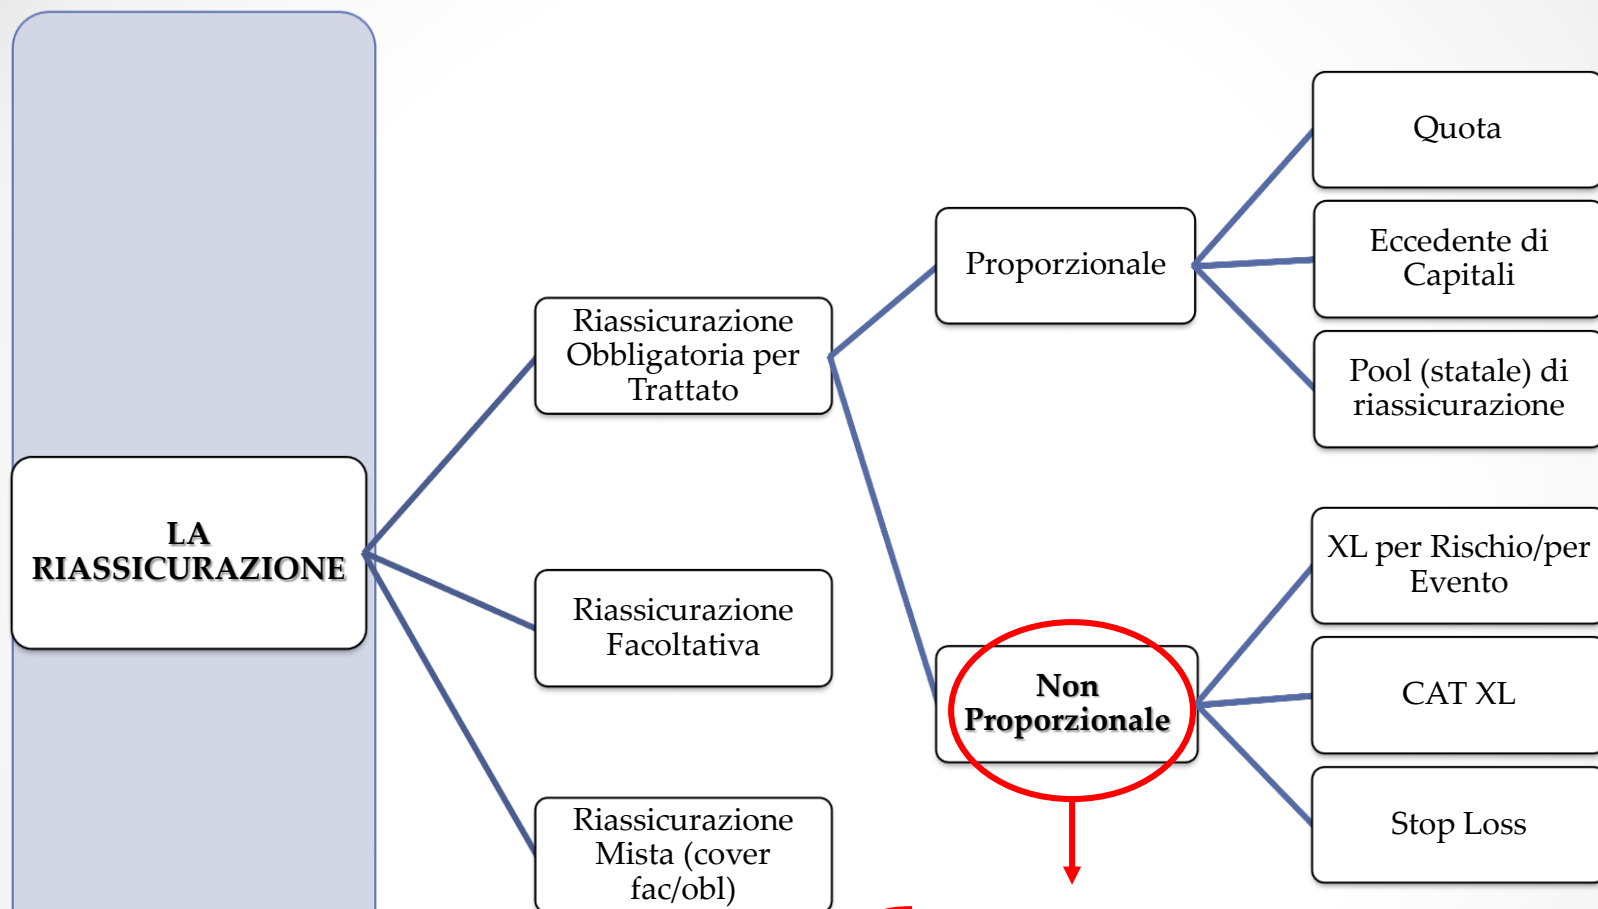 LA
RIASSICURAZIONE
Riassicurazione
Obbligatoria per
Trattato
Riassicurazione
Facoltativa
Riassicurazione
Mista (cover
fac/obl)
Proporzionale
Non
Proporzionale
Quota
Eccedente di
Capitali
Pool (statale) di
riassicurazione
XL per Rischio/per
Evento
CAT XL
Stop Loss